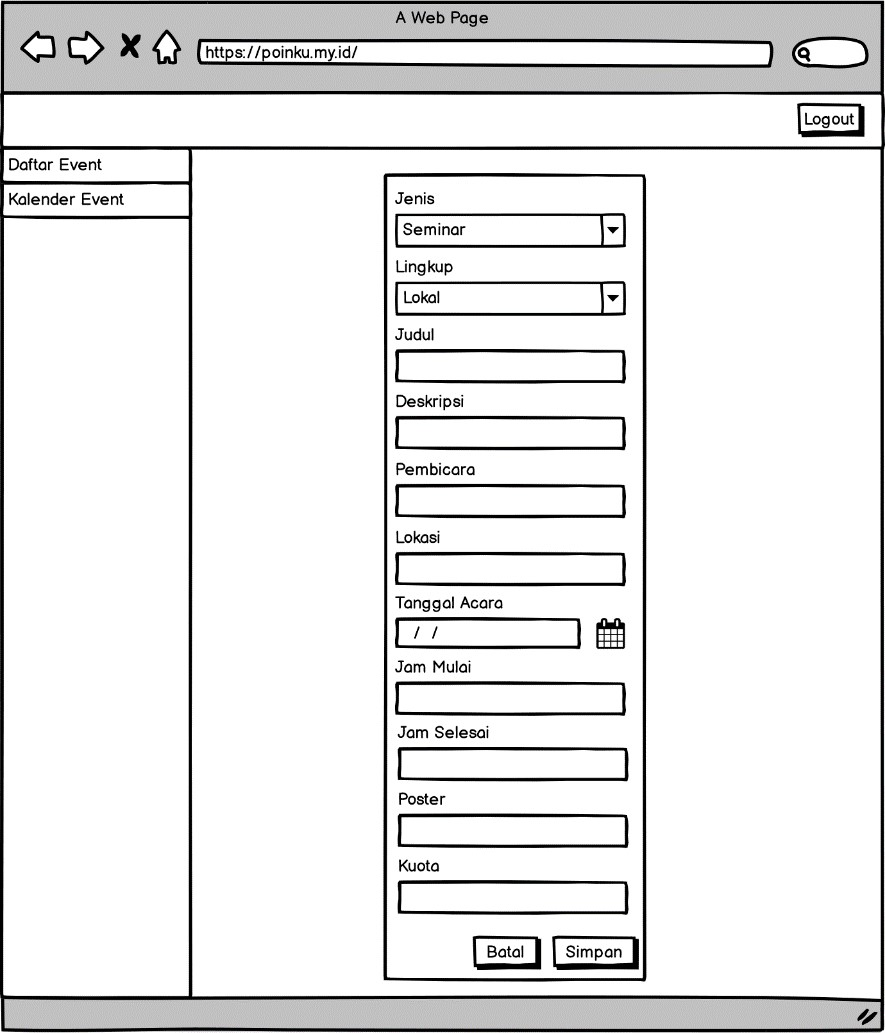 A Web Page
https://poinku.my.id/
Logout
Daftar Event
Kalender Event
Jenis
Seminar
Lingkup
Lokal
Judul
Deskripsi
Pembicara
Lokasi
Tanggal Acara
/ /
Jam Mulai
Jam Selesai
Poster
Kuota
Batal
Simpan